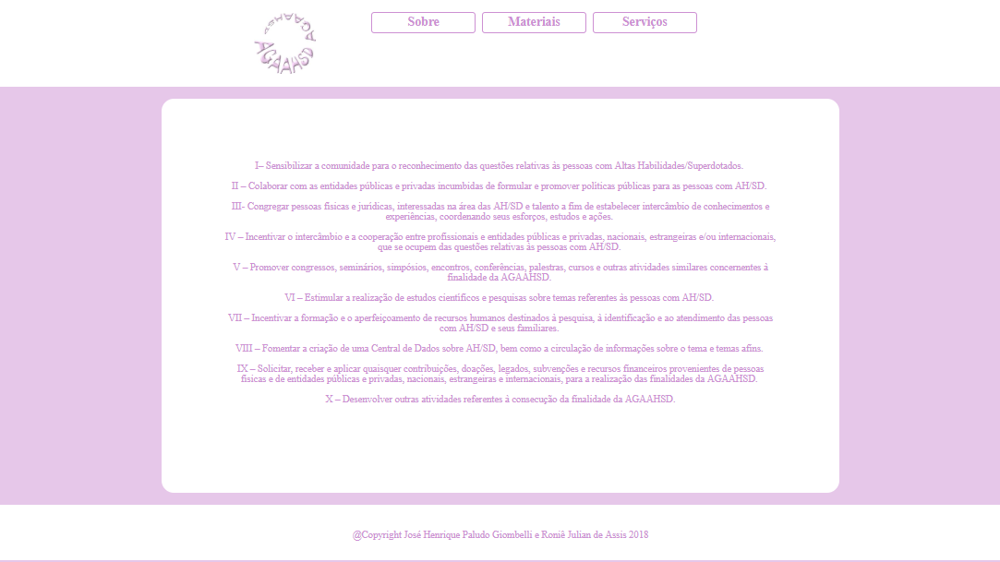 AGAAHSD
AGAAHSD
Sobre
Materiais
Serviços
I– Sensibilizar a comunidade para o reconhecimento das questões relativas às pessoas com Altas Habilidades/Superdotados.
II – Colaborar com as entidades públicas e privadas incumbidas de formular e promover políticas públicas para as pessoas com AH/SD.
III- Congregar pessoas físicas e jurídicas, interessadas na área das AH/SD e talento a fim de estabelecer intercâmbio de conhecimentos e
experiências, coordenando seus esforços, estudos e ações.
IV – Incentivar o intercâmbio e a cooperação entre profissionais e entidades públicas e privadas, nacionais, estrangeiras e/ou internacionais,
que se ocupem das questões relativas às pessoas com AH/SD.
V – Promover congressos, seminários, simpósios, encontros, conferências, palestras, cursos e outras atividades similares concernentes à
finalidade da AGAAHSD.
VI – Estimular a realização de estudos científicos e pesquisas sobre temas referentes às pessoas com AH/SD.
VII – Incentivar a formação e o aperfeiçoamento de recursos humanos destinados à pesquisa, à identificação e ao atendimento das pessoas
com AH/SD e seus familiares.
VIII – Fomentar a criação de uma Central de Dados sobre AH/SD, bem como a circulação de informações sobre o tema e temas afins.
IX – Solicitar, receber e aplicar quaisquer contribuições, doações, legados, subvenções e recursos financeiros provenientes de pessoas
físicas e de entidades públicas e privadas, nacionais, estrangeiras e internacionais, para a realização das finalidades da AGAAHSD.
X – Desenvolver outras atividades referentes à consecução da finalidade da AGAAHSD.
@Copyright José Henrique Paludo Giombelli e Roniê Julian de Assis 2018